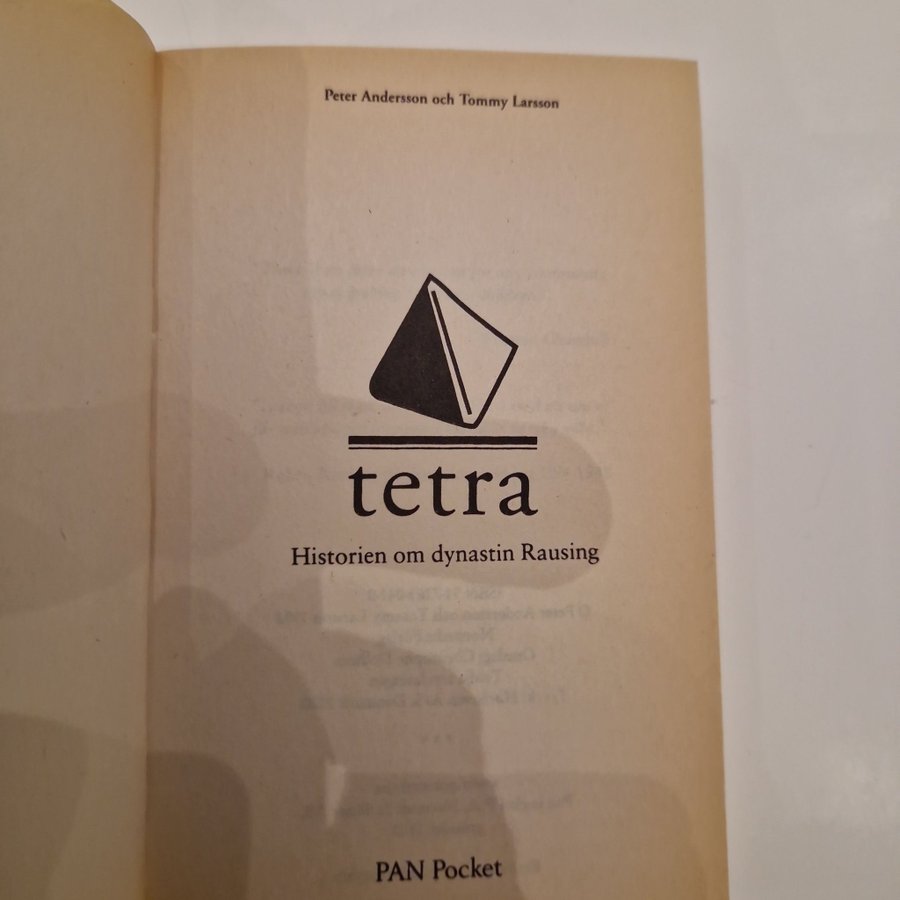 Peter Andersson och Tommy Larsson
tetra
Historien om dynastin Rausing
PAN Pocket